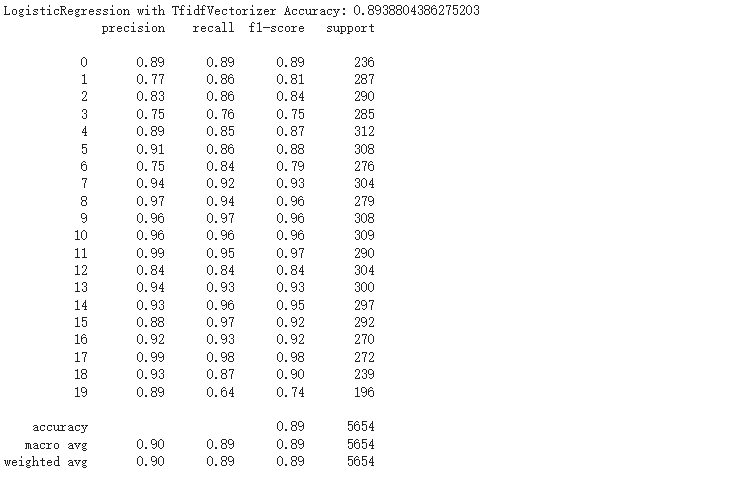 LogisticRegression with TfidfVectorizer Accuracy: 0.8938804386275203
precision recall f1-score support
0 0.89 0.89 0.89 236
1 0.77 0.86 0.81 287
2 0.83 0.86 0.84 290
3 0.75 0.76 0.75 285
4 0.89 0.85 0.87 312
5 0.91 0.86 0.88 308
6 0.75 0.84 0.79 276
7 0.94 0.92 0.93 304
8 0.97 0.94 0.96 279
9 0.96 0.97 0.96 308
10 0.96 0.96 0.96 309
11 0.99 0.95 0.97 290
12 0.84 0.84 0.84 304
13 0.94 0.93 0.93 300
14 0.93 0.96 0.95 297
15 0.88 0.97 0.92 292
16 0.92 0.93 0.92 270
17 0.99 0.98 0.98 272
18 0.93 0.87 0.90 239
19 0.89 0.64 0.74 196
accuracy 0.89 5654
macro avg 0.90 0.89 0.89 5654
weighted avg 0.90 0.89 0.89 5654